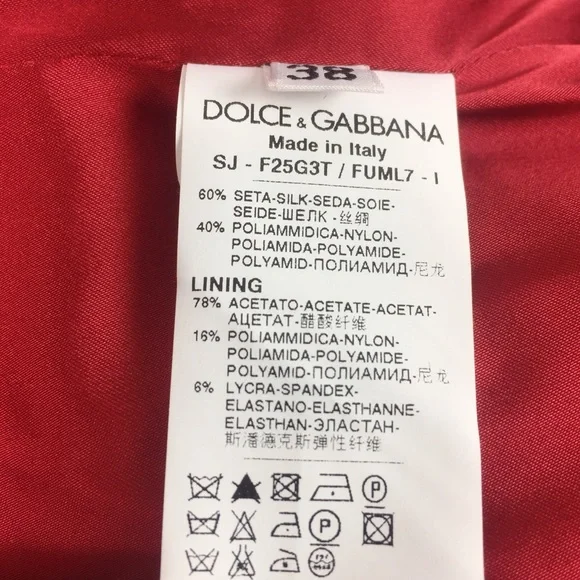 38
DOLCE & GABBANA
Made in Italy
SJ - F25G3T / FUML7 - I
60% SETA-SILK-SEDA-SOIE-
SEIDE-ШЕЛК -丝绸
40% POLIAMMIDICA-NYLON-
POLIAMIDA-POLYAMIDE-
POLYAMID-ПОЛИАМИД-尼龙
LINING
78% ACETATO-ACETATE-ACETAT-
АЦЕТАТ-醋酸纤维
16% POLIAMMIDICA-NYLON-
POLIAMIDA-POLYAMIDE-
POLYAMID-ПОЛИАМИД-尼龙
6% LYCRA-SPANDEX-
ELASTANO-ELASTHANNE-
ELASTHAN-ЭЛАСТАН-
斯潘德克斯弹性纤维
P
P